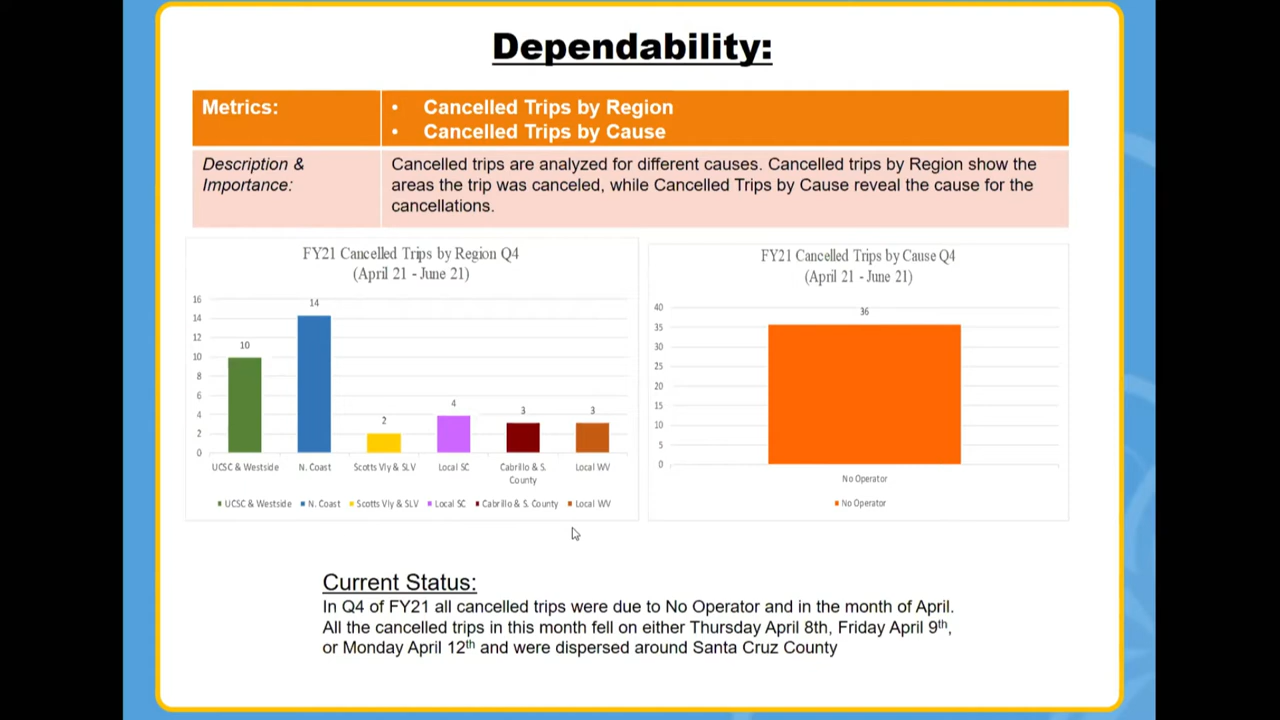 Dependability:
Metrics:
• Cancelled Trips by Region
• Cancelled Trips by Cause
Description &
Importance:
Cancelled trips are analyzed for different causes. Cancelled trips by Region show the
areas the trip was canceled, while Cancelled Trips by Cause reveal the cause for the
cancellations.
FY21 Cancelled Trips by Region Q4
(April 21 - June 21)
16
14
12
10
8
6
4
2
0
10
14
2
4
3
3
UCSC & Westside
N. Coast
Scotts Vly & SLV
Local SC
Cabrillo & S.
County
Local WV
UCSC & Westside N. Coast Scotts Vly & SLV Local SC Cabrillo & S. County Local WV
FY21 Cancelled Trips by Cause Q4
(April 21 - June 21)
40
35
30
25
20
15
10
5
0
36
No Operator
No Operator
Current Status:
In Q4 of FY21 all cancelled trips were due to No Operator and in the month of April.
All the cancelled trips in this month fell on either Thursday April 8th, Friday April 9th,
or Monday April 12th and were dispersed around Santa Cruz County